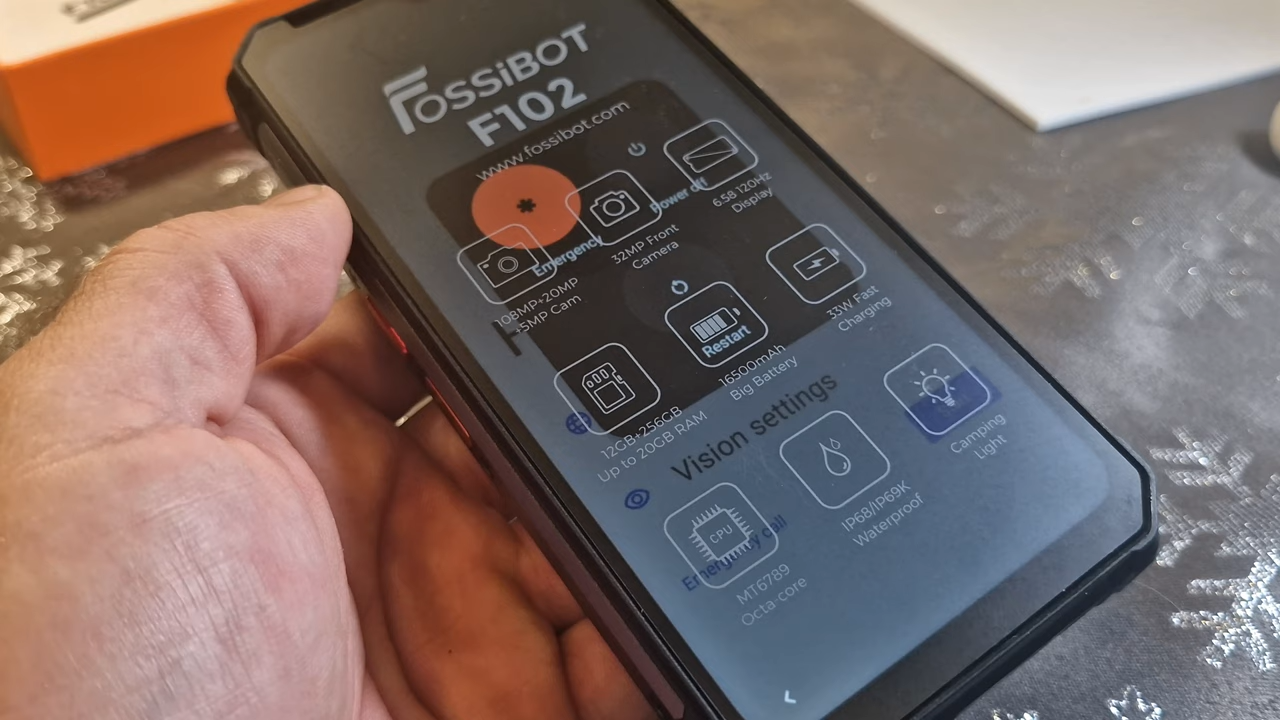 FOSSiBOT
F102
www.fossibot.com
Power off
6.58 120Hz
Display
Emergency
32MP Front
Camera
108MP+20MP
+5MP Cam
33W Fast
Charging
Restart
16500mAh
Big Battery
12GB+256GB
Up to 20GB RAM
Vision settings
Camping
Light
IP68/IP69K
Waterproof
CPU
Emergency call
MT6789
Octa-core